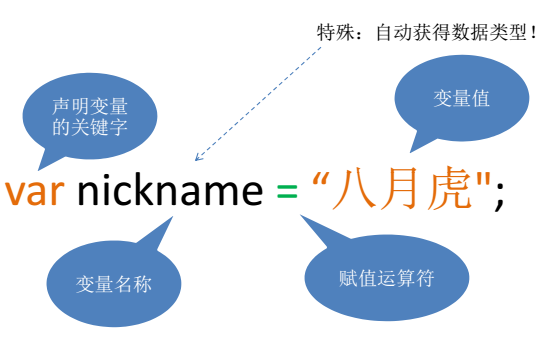 特殊：自动获得数据类型！
声明变量
的关键字
变量值
var nickname = “八月虎";
变量名称
赋值运算符